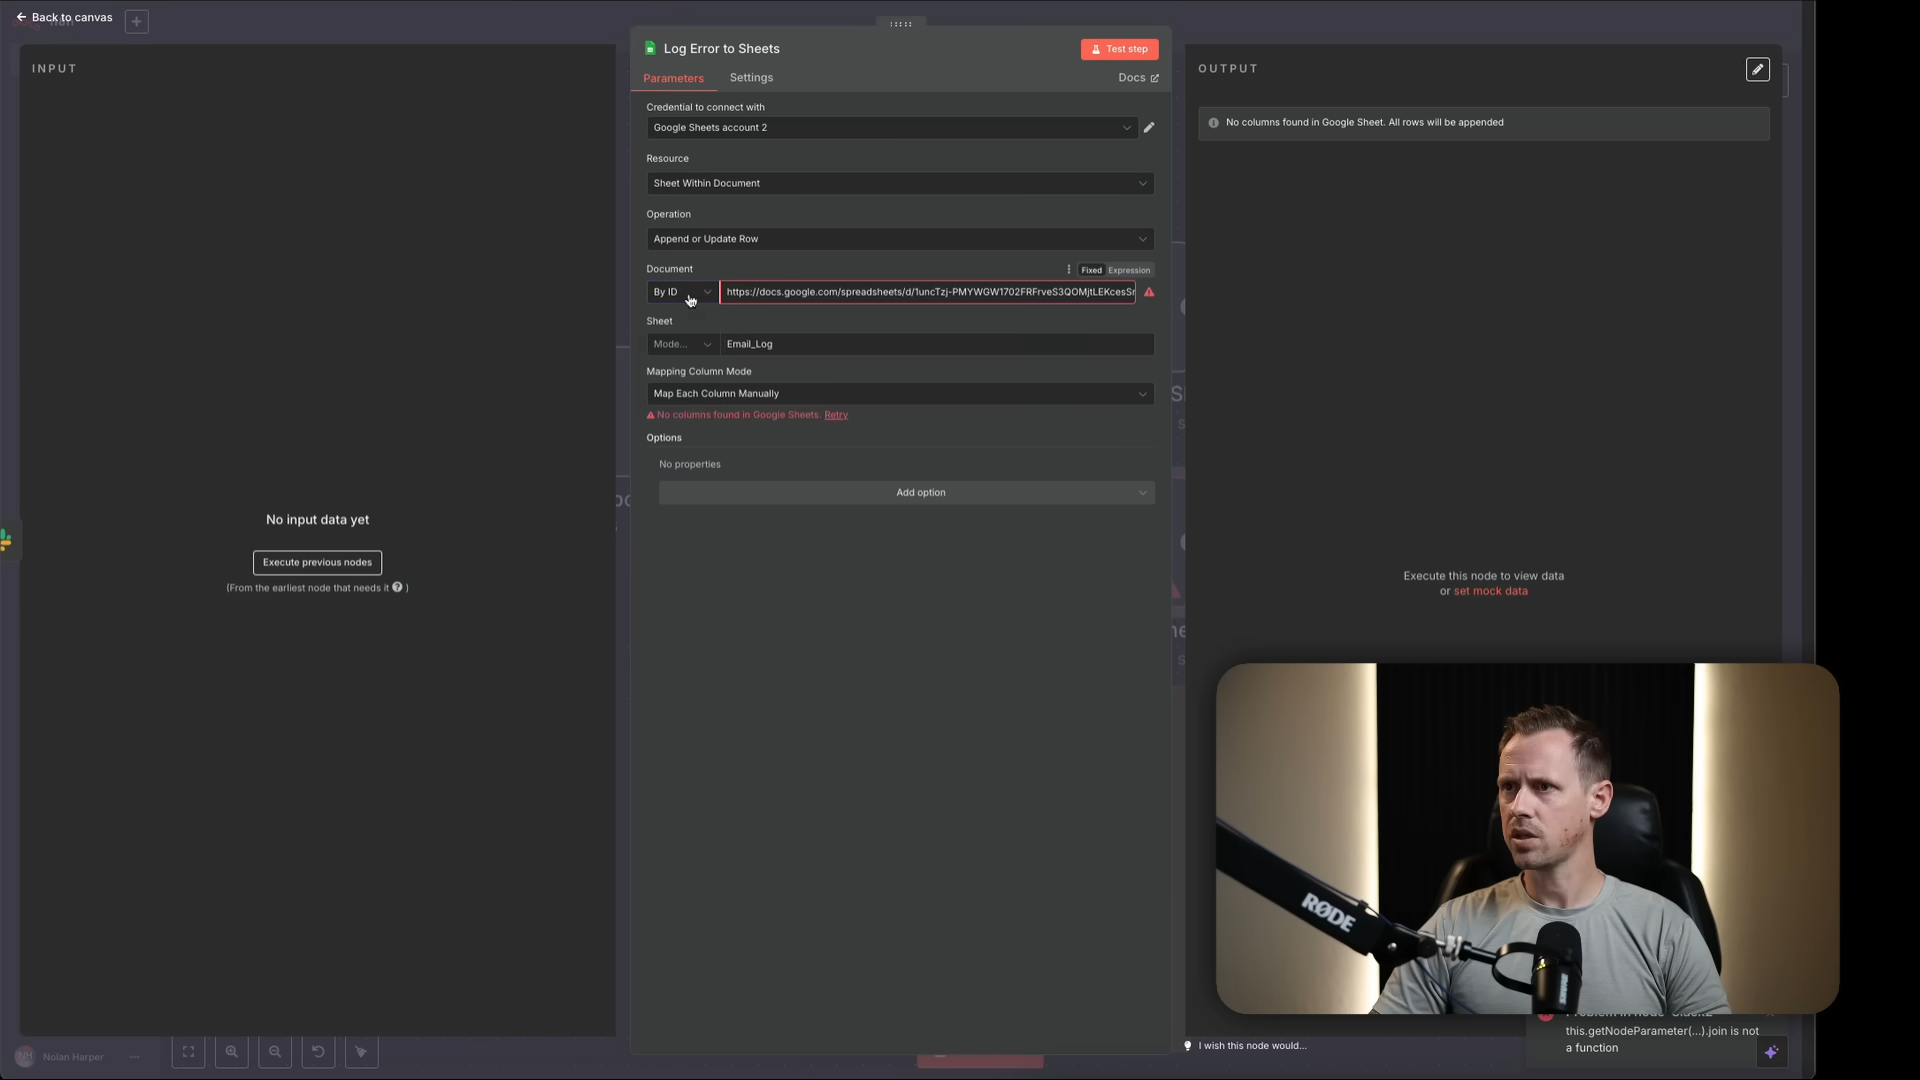 Back to canvas
INPUT
No input data yet
Execute previous nodes
(From the earliest node that needs it ? )
Log Error to Sheets
Test step
Parameters
Settings
Docs
Credential to connect with
Google Sheets account 2
Resource
Sheet Within Document
Operation
Append or Update Row
Document
Fixed
Expression
By ID
https://docs.google.com/spreadsheets/d/1uncTzj-PMYWGW1702FRFrveS3QOMjtLEKcesSr
Sheet
Mode...
Email_Log
Mapping Column Mode
Map Each Column Manually
No columns found in Google Sheets. Retry
Options
No properties
Add option
OUTPUT
No columns found in Google Sheet. All rows will be appended
Execute this node to view data
or set mock data
RØDE
this.getNodeParameter(...).join is not
a function
I wish this node would...
NH
Nolan Harper